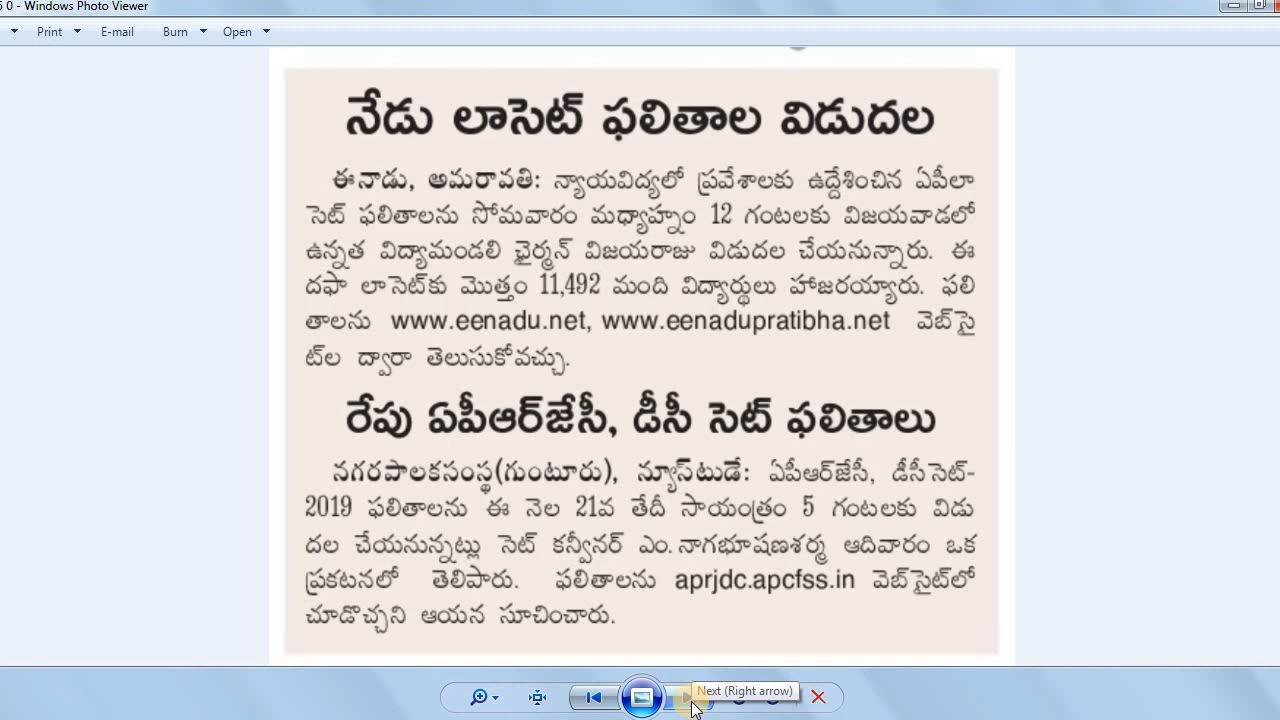 5 0 - Windows Photo Viewer
Print E-mail Burn Open
నేడు లాసెట్ ఫలితాల విడుదల
ఈనాడు, అమరావతి: న్యాయవిద్యలో ప్రవేశాలకు ఉద్దేశించిన ఏపీలా
సెట్ ఫలితాలను సోమవారం మధ్యాహ్నం 12 గంటలకు విజయవాడలో
ఉన్నత విద్యామండలి ఛైర్మన్ విజయరాజు విడుదల చేయనున్నారు. ఈ
దఫా లాసెట్‌కు మొత్తం 11,492 మంది విద్యార్థులు హాజరయ్యారు. ఫలి
తాలను www.eenadu.net, www.eenadupratibha.net వెబ్‌సై
ట్‌ల ద్వారా తెలుసుకోవచ్చు.
రేపు ఏపీఆర్‌జేసీ, డీసీ సెట్ ఫలితాలు
నగరపాలకసంస్థ(గుంటూరు), న్యూస్‌టుడే: ఏపీఆర్‌జేసీ, డీసీసెట్-
2019 ఫలితాలను ఈ నెల 21వ తేదీ సాయంత్రం 5 గంటలకు విడు
దల చేయనున్నట్లు సెట్ కన్వీనర్ ఎం.నాగభూషణశర్మ ఆదివారం ఒక
ప్రకటనలో తెలిపారు. ఫలితాలను aprjdc.apcfss.in వెబ్‌సైట్‌లో
చూడొచ్చని ఆయన సూచించారు.
Next (Right arrow)